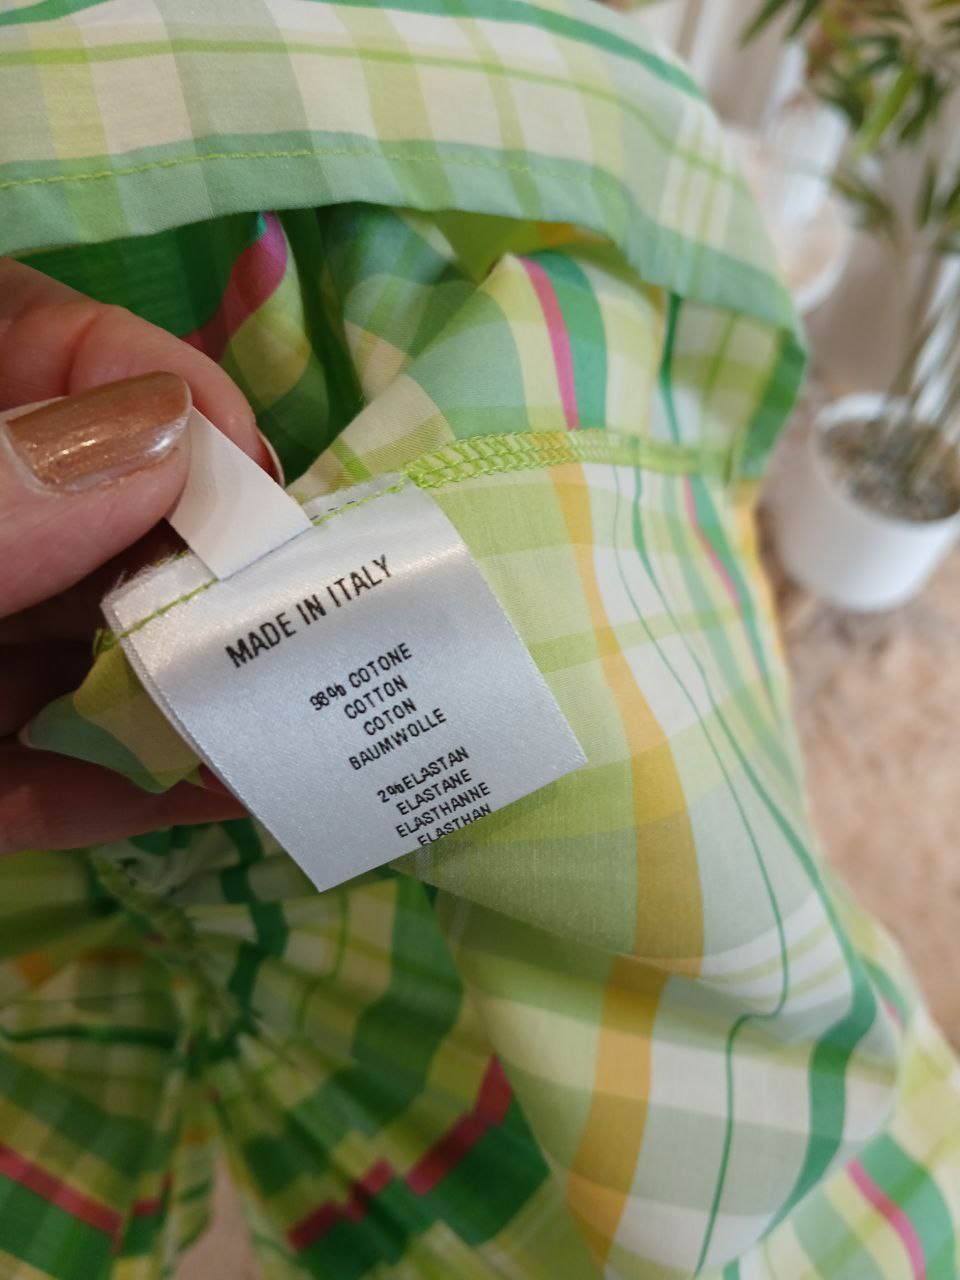 MADE IN ITALY
98% COTONE
COTTON
COTON
BAUMWOLLE
2%ELASTAN
ELASTANE
ELASTHANNE
ELASTHAN